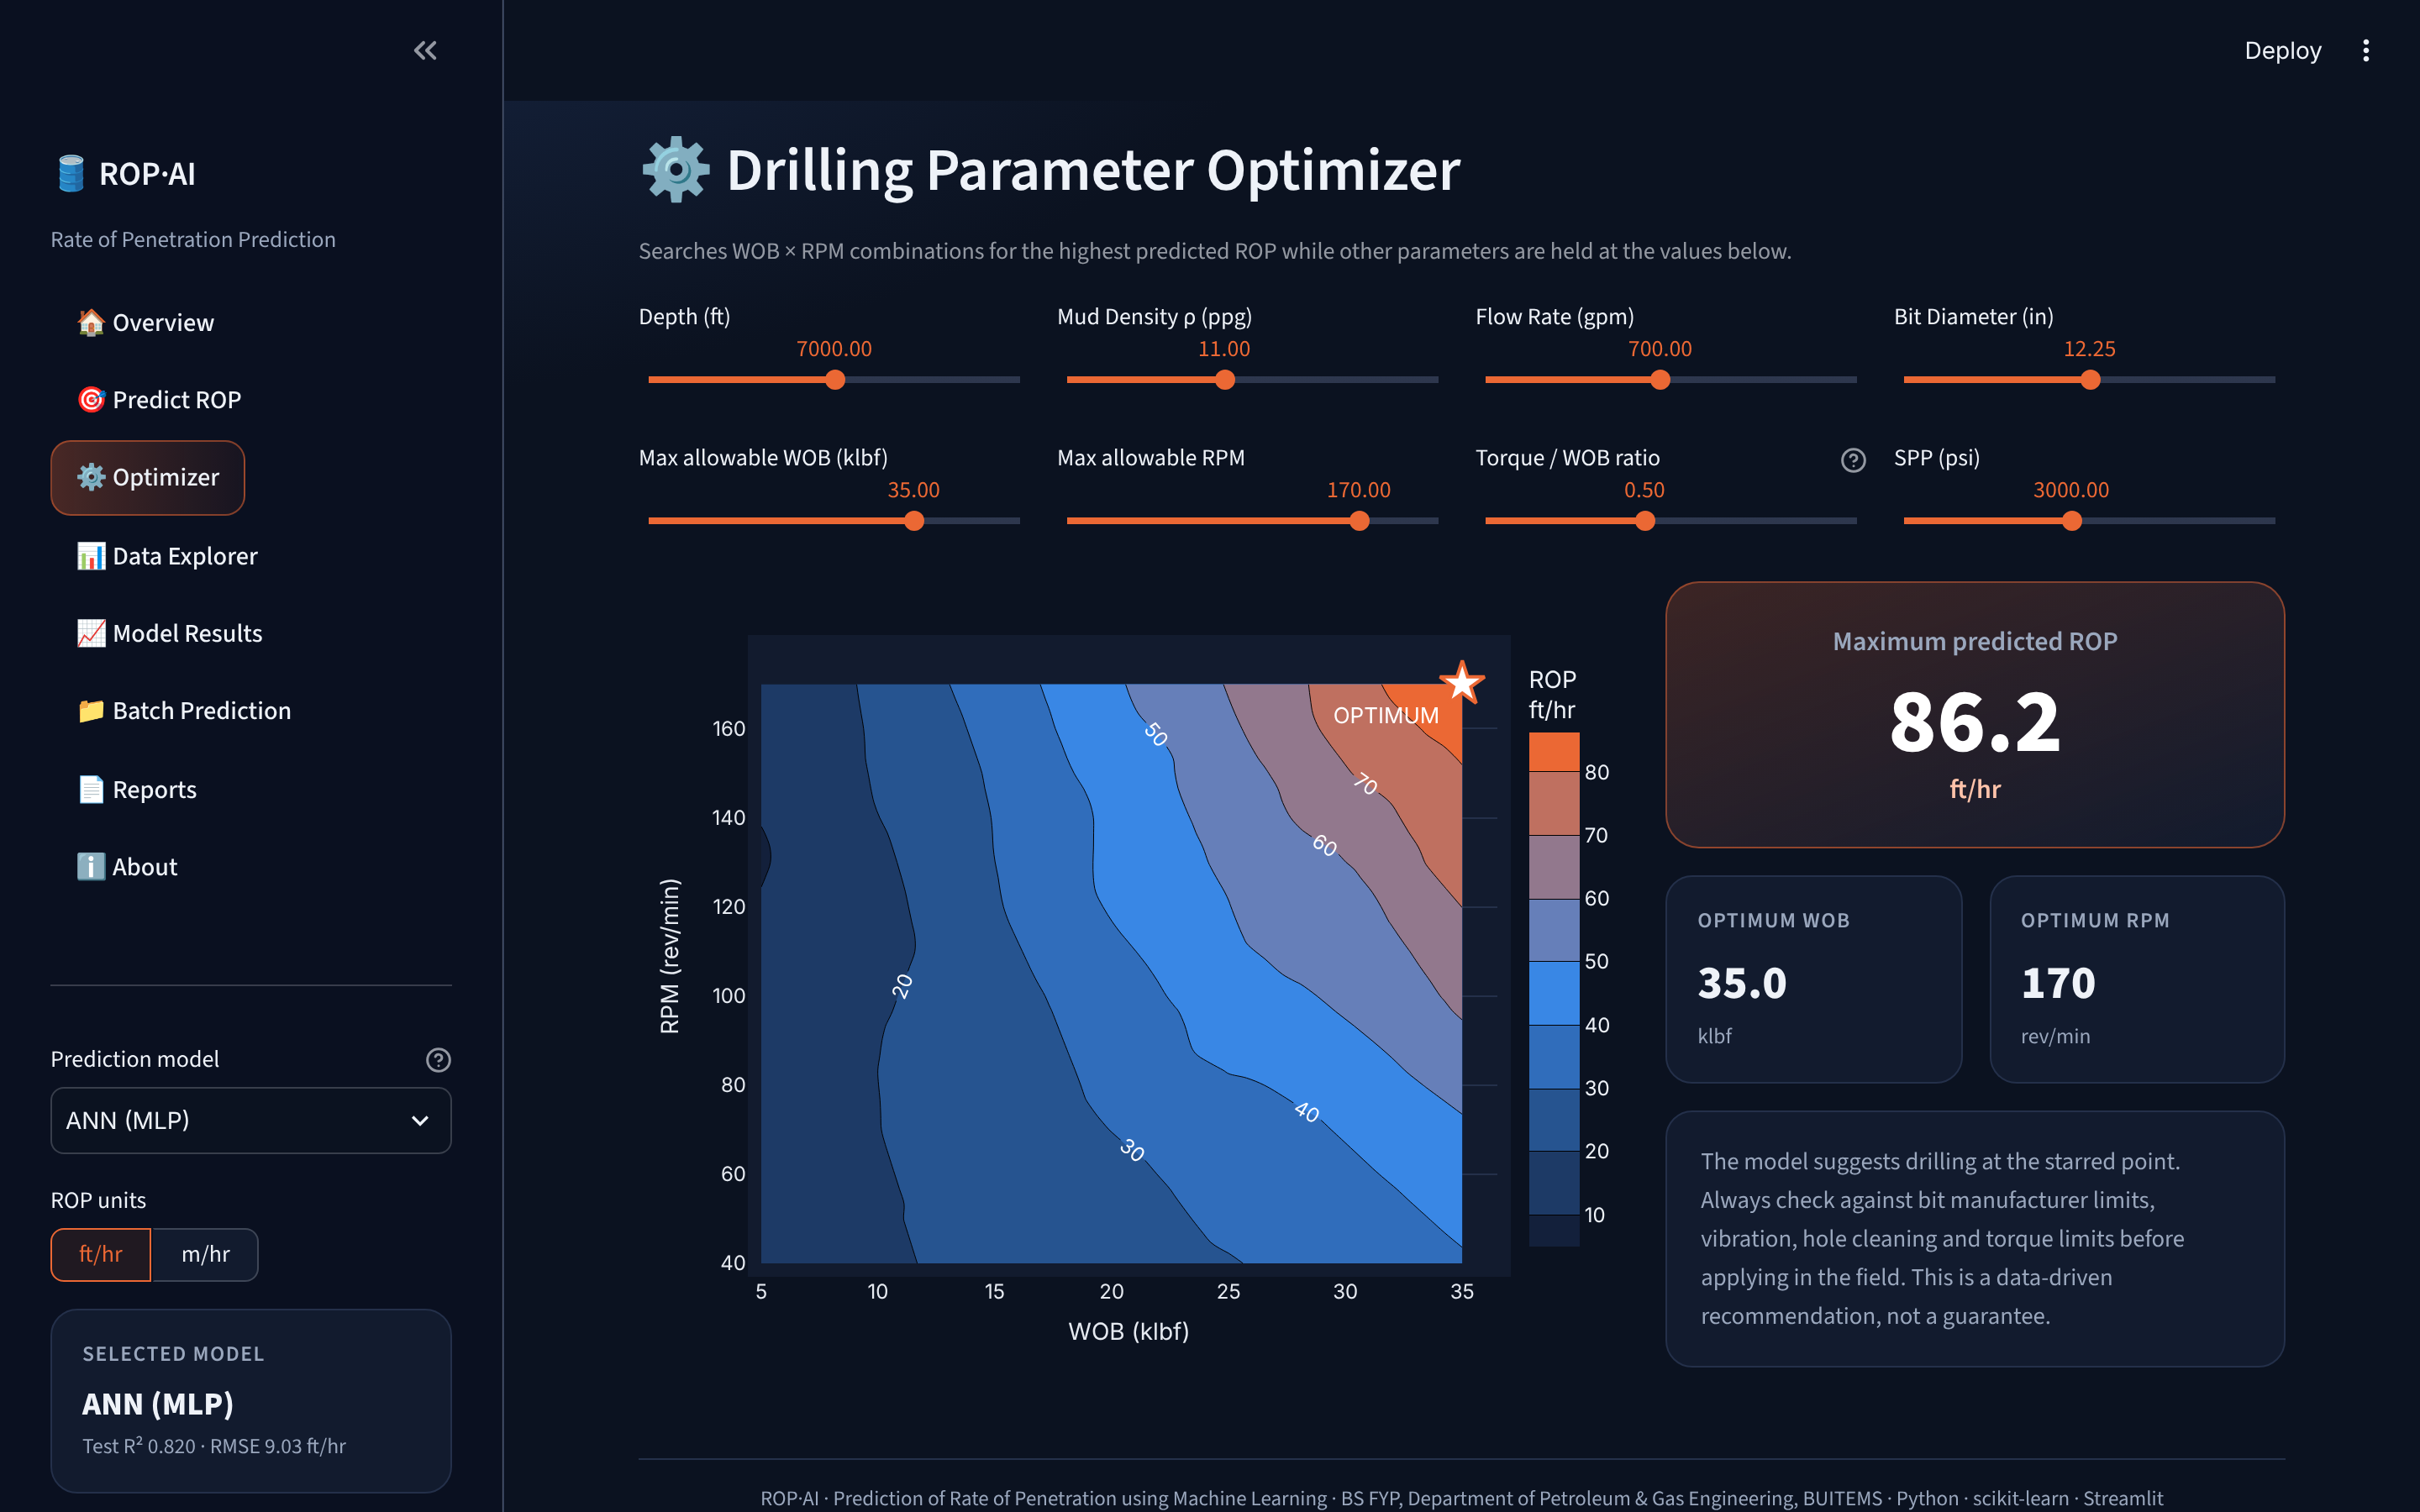 Deploy
ROP·AI
Rate of Penetration Prediction
Overview
Predict ROP
Optimizer
Data Explorer
Model Results
Batch Prediction
Reports
About
Prediction model
ANN (MLP)
ROP units
ft/hr
m/hr
SELECTED MODEL
ANN (MLP)
Test R² 0.820 · RMSE 9.03 ft/hr
Drilling Parameter Optimizer
Searches WOB × RPM combinations for the highest predicted ROP while other parameters are held at the values below.
Depth (ft)
7000.00
Mud Density ρ (ppg)
11.00
Flow Rate (gpm)
700.00
Bit Diameter (in)
12.25
Max allowable WOB (klbf)
35.00
Max allowable RPM
170.00
Torque / WOB ratio
0.50
SPP (psi)
3000.00
RPM (rev/min)
160
140
120
100
80
60
40
5
10
15
20
25
30
35
WOB (klbf)
20
30
40
50
60
70
OPTIMUM
ROP
ft/hr
80
70
60
50
40
30
20
10
Maximum predicted ROP
86.2
ft/hr
OPTIMUM WOB
35.0
klbf
OPTIMUM RPM
170
rev/min
The model suggests drilling at the starred point.
Always check against bit manufacturer limits,
vibration, hole cleaning and torque limits before
applying in the field. This is a data-driven
recommendation, not a guarantee.
ROP·AI · Prediction of Rate of Penetration using Machine Learning · BS FYP, Department of Petroleum & Gas Engineering, BUITEMS · Python · scikit-learn · Streamlit